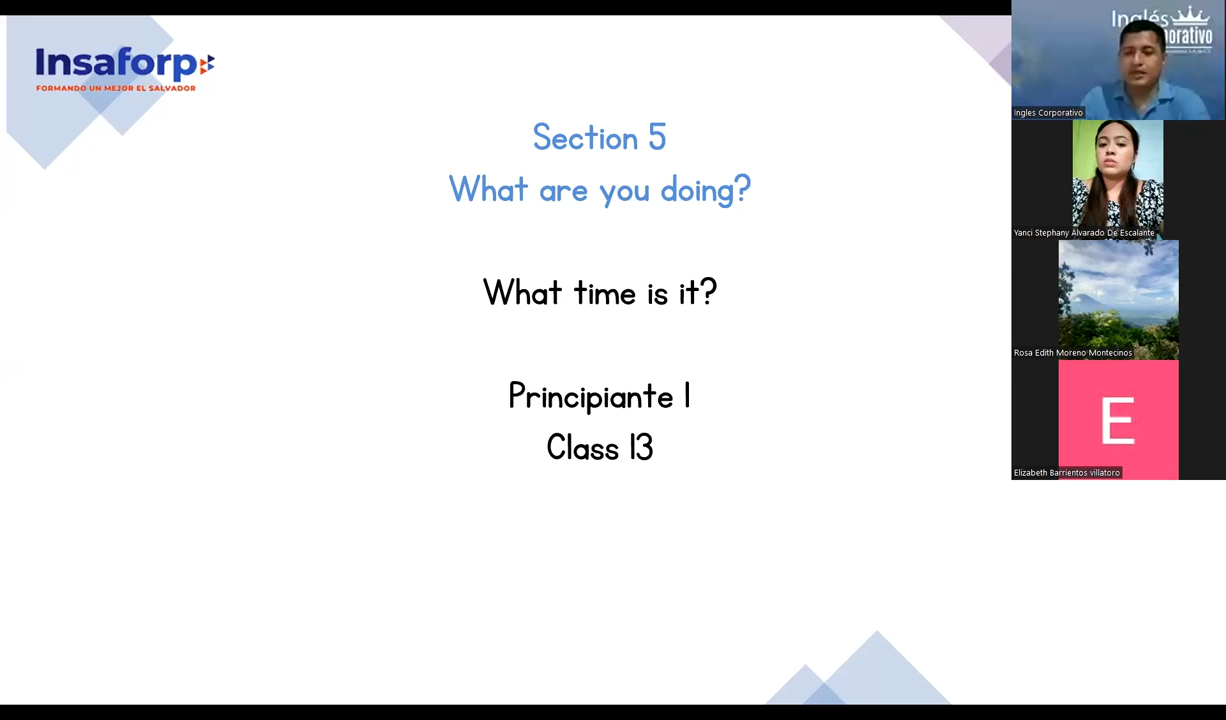 Insaforp
FORMANDO UN MEJOR EL SALVADOR
Section 5
What are you doing?
What time is it?
Principiante 1
Class 13
Inglés
Ingles Corporativo
Yanci Stephany Alvarado De Escalante
Rosa Edith Moreno Montecinos
E
Elizabeth Barrientos villatoro